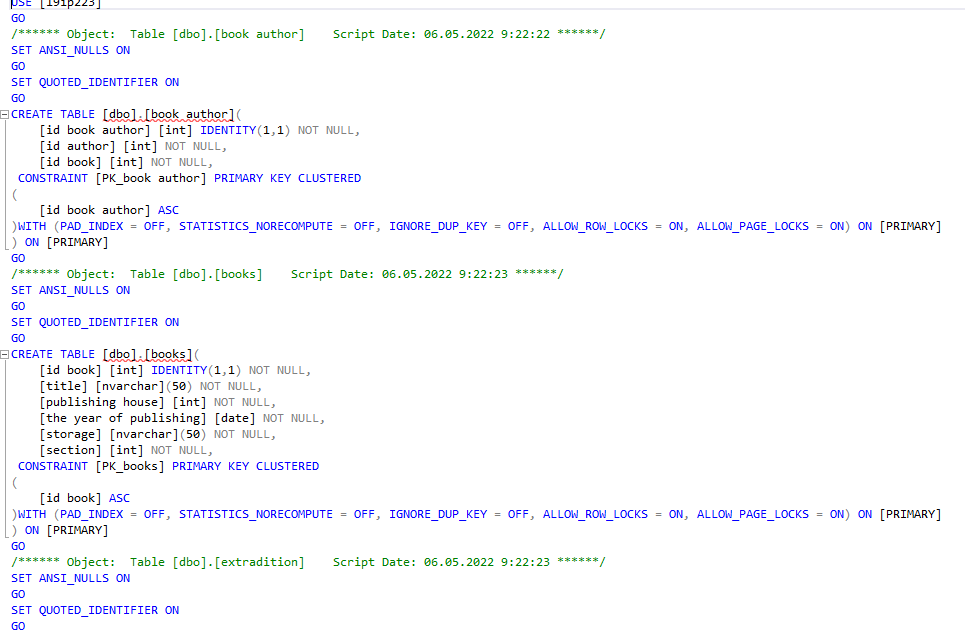 USE [19ip223]
GO
/****** Object:  Table [dbo].[book author]    Script Date: 06.05.2022 9:22:22 ******/
SET ANSI_NULLS ON
GO
SET QUOTED_IDENTIFIER ON
GO
CREATE TABLE [dbo].[book author](
    [id book author] [int] IDENTITY(1,1) NOT NULL,
    [id author] [int] NOT NULL,
    [id book] [int] NOT NULL,
 CONSTRAINT [PK_book author] PRIMARY KEY CLUSTERED
(
    [id book author] ASC
)WITH (PAD_INDEX = OFF, STATISTICS_NORECOMPUTE = OFF, IGNORE_DUP_KEY = OFF, ALLOW_ROW_LOCKS = ON, ALLOW_PAGE_LOCKS = ON) ON [PRIMARY]
) ON [PRIMARY]
GO
/****** Object:  Table [dbo].[books]    Script Date: 06.05.2022 9:22:23 ******/
SET ANSI_NULLS ON
GO
SET QUOTED_IDENTIFIER ON
GO
CREATE TABLE [dbo].[books](
    [id book] [int] IDENTITY(1,1) NOT NULL,
    [title] [nvarchar](50) NOT NULL,
    [publishing house] [int] NOT NULL,
    [the year of publishing] [date] NOT NULL,
    [storage] [nvarchar](50) NOT NULL,
    [section] [int] NOT NULL,
 CONSTRAINT [PK_books] PRIMARY KEY CLUSTERED
(
    [id book] ASC
)WITH (PAD_INDEX = OFF, STATISTICS_NORECOMPUTE = OFF, IGNORE_DUP_KEY = OFF, ALLOW_ROW_LOCKS = ON, ALLOW_PAGE_LOCKS = ON) ON [PRIMARY]
) ON [PRIMARY]
GO
/****** Object:  Table [dbo].[extradition]    Script Date: 06.05.2022 9:22:23 ******/
SET ANSI_NULLS ON
GO
SET QUOTED_IDENTIFIER ON
GO